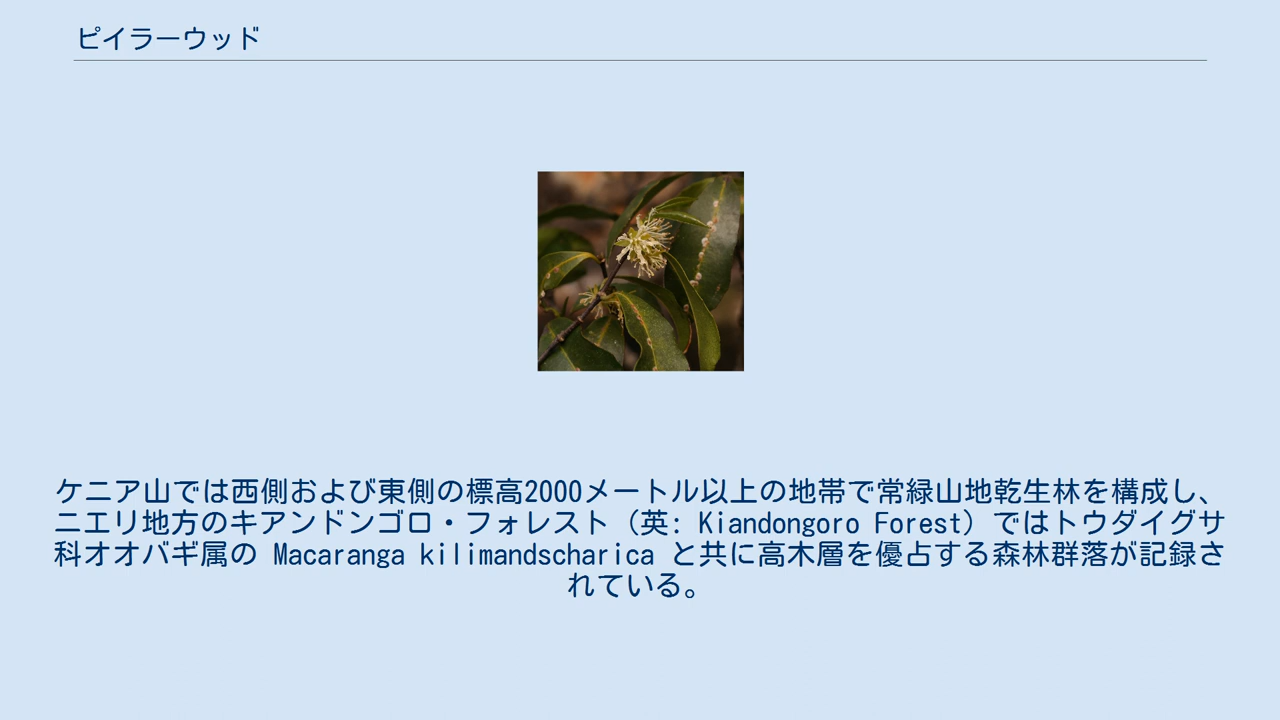 ピイラーウッド
ケニア山では西側および東側の標高2000メートル以上の地帯で常緑山地乾生林を構成し、
ニエリ地方のキアンドンゴロ・フォレスト（英: Kiandongoro Forest）ではトウダイグサ
科オオバギ属の Macaranga kilimandscharica と共に高木層を優占する森林群落が記録さ
れている。